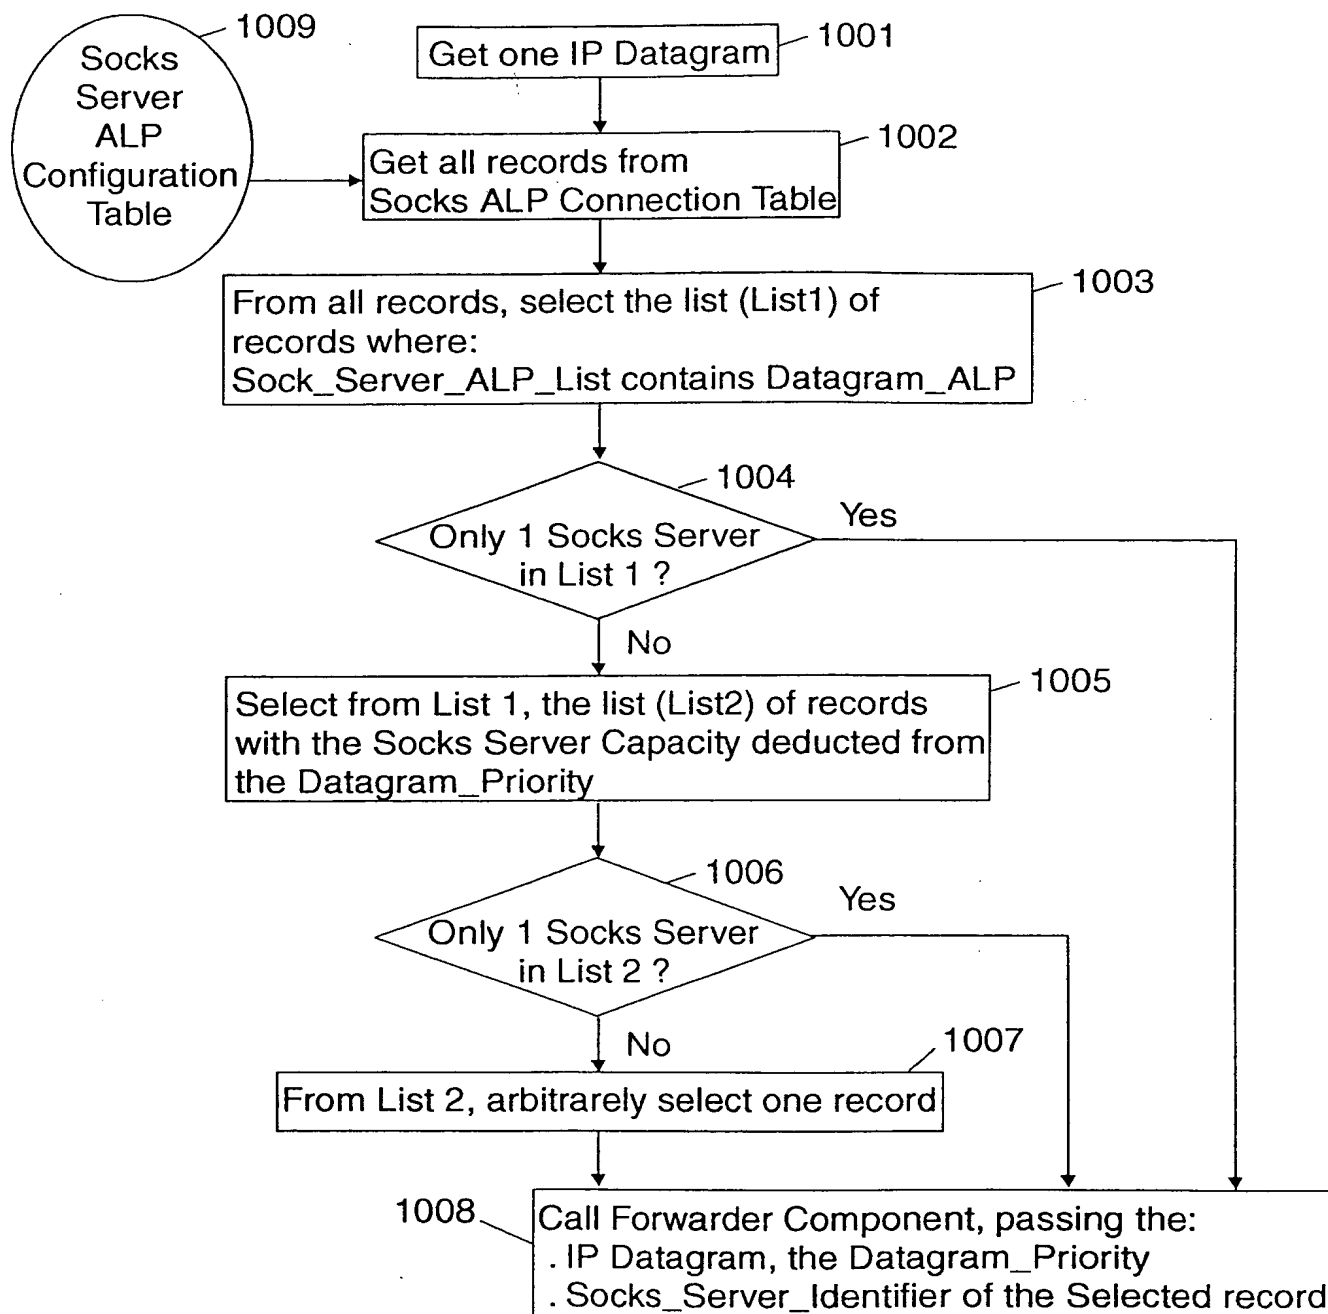 1009
Socks
Server
ALP
Configuration
Table
Get one IP Datagram
1001
1002
Get all records from
Socks ALP Connection Table
1003
From all records, select the list (List1) of
records where:
Sock_Server_ALP_List contains Datagram_ALP
1004
Only 1 Socks Server
in List 1 ?
Yes
No
1005
Select from List 1, the list (List2) of records
with the Socks Server Capacity deducted from
the Datagram_Priority
1006
Only 1 Socks Server
in List 2 ?
Yes
No
1007
From List 2, arbitrarely select one record
1008
Call Forwarder Component, passing the:
. IP Datagram, the Datagram_Priority
. Socks_Server_Identifier of the Selected record